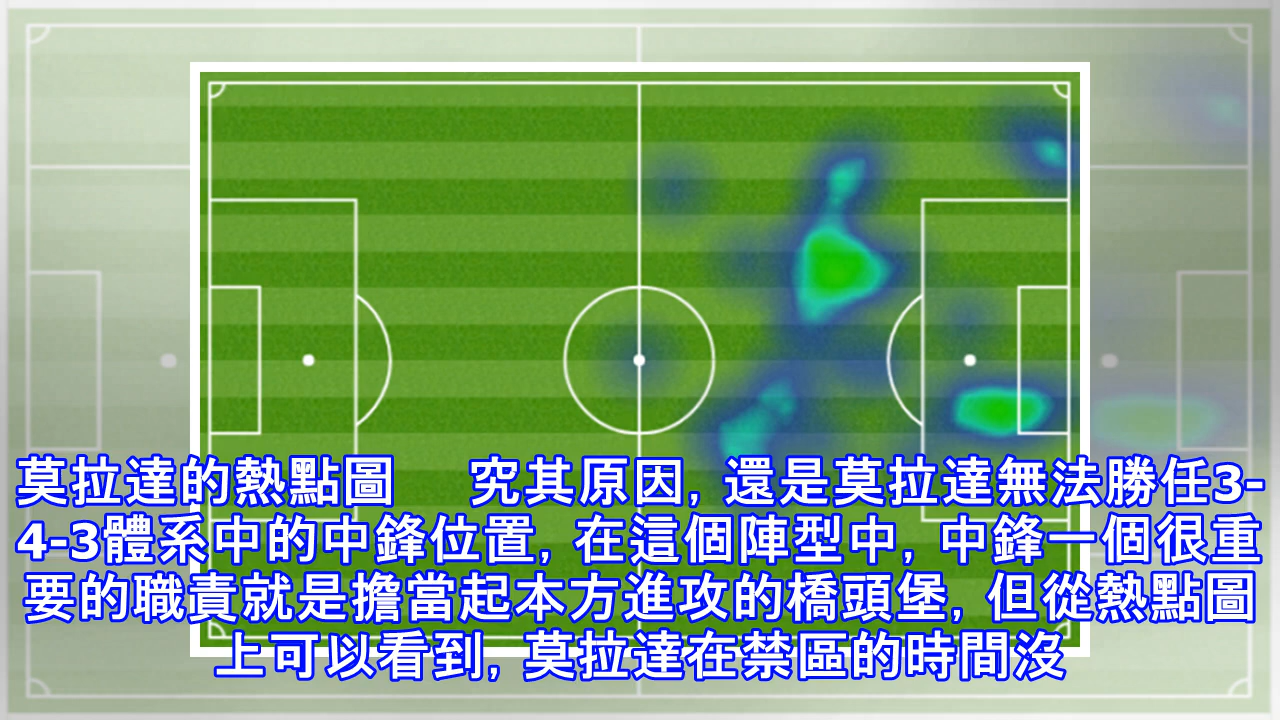 莫拉達的熱點圖　究其原因, 還是莫拉達無法勝任3-
4-3體系中的中鋒位置, 在這個陣型中, 中鋒一個很重
要的職責就是擔當起本方進攻的橋頭堡, 但從熱點圖
上可以看到, 莫拉達在禁區的時間沒